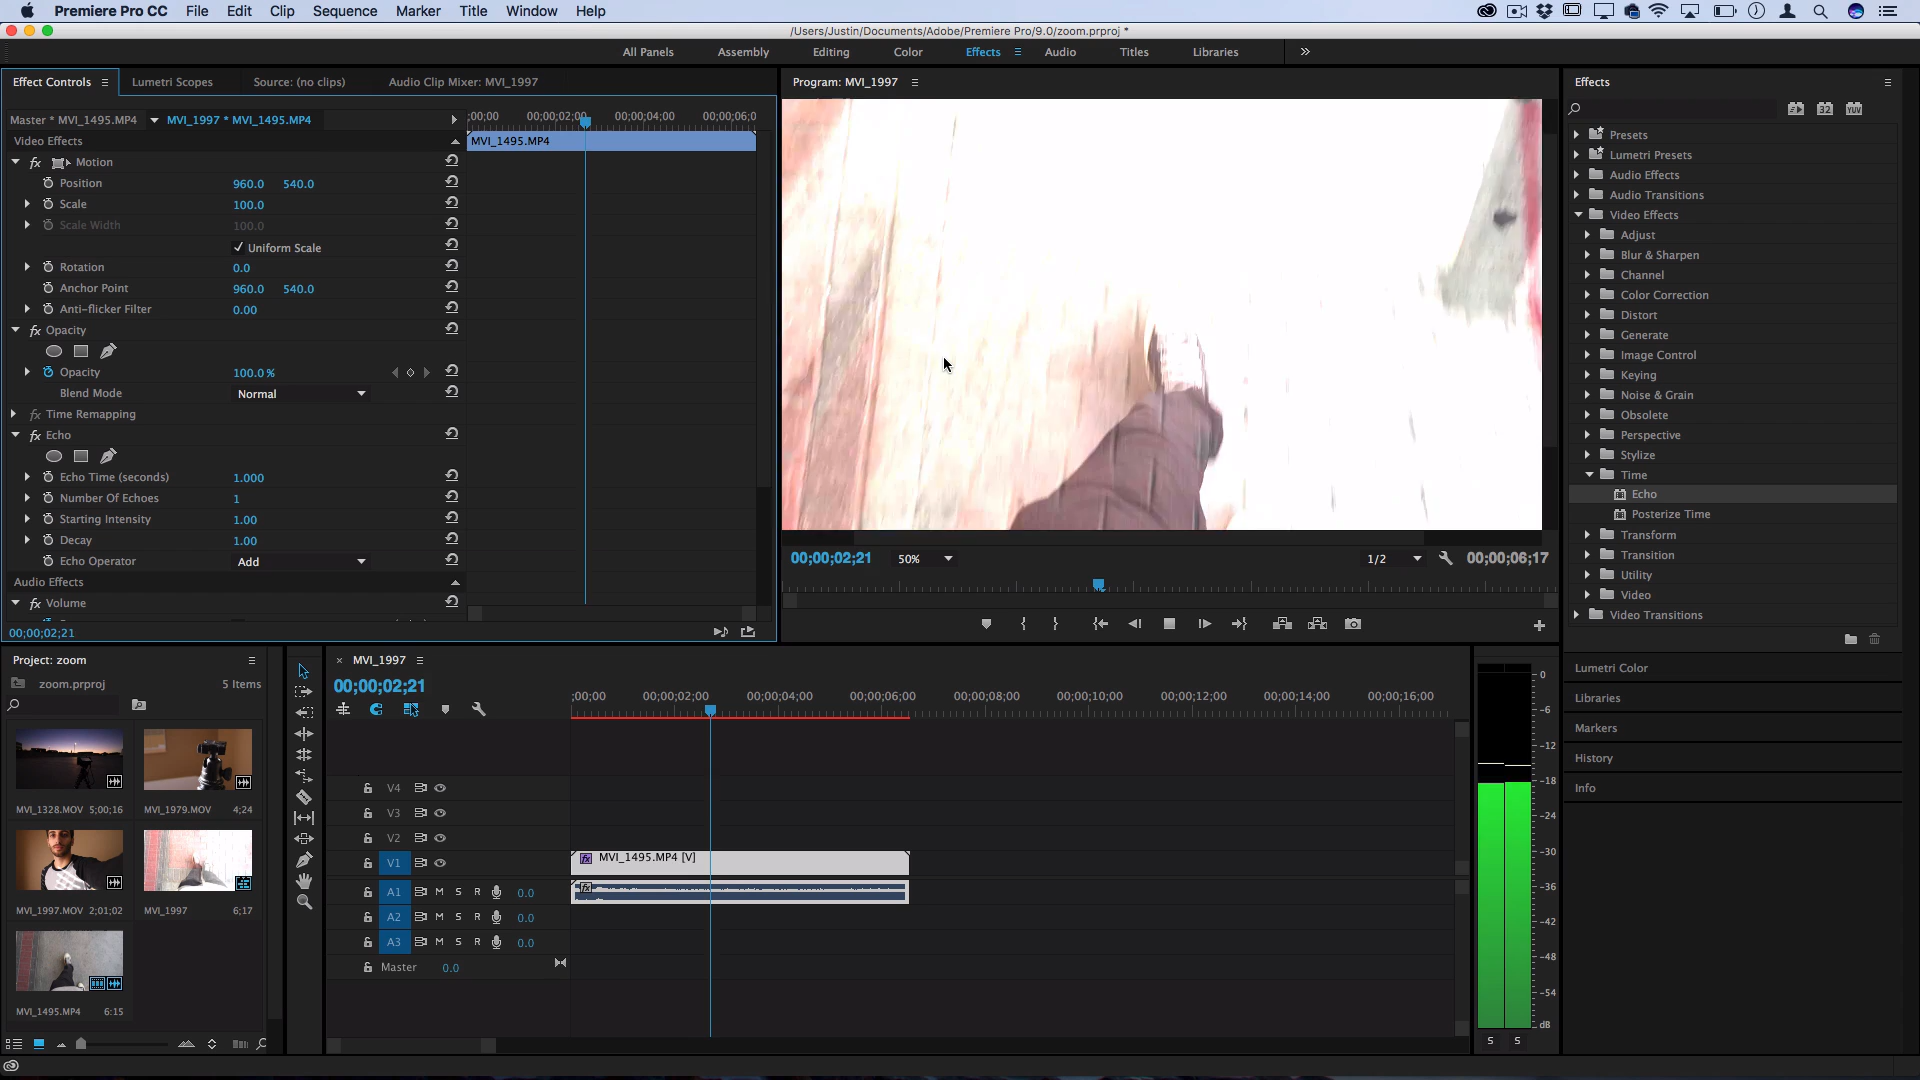 Premiere Pro CC File Edit Clip Sequence Marker Title Window Help
/Users/Justin/Documents/Adobe/Premiere Pro/9.0/zoom.prproj *
All Panels Assembly Editing Color Effects Audio Titles Libraries
Effect Controls Lumetri Scopes Source: (no clips) Audio Clip Mixer: MVI_1997
Master * MVI_1495.MP4 MVI_1997 * MVI_1495.MP4
;00;00 00;00;02;00 00;00;04;00 00;00;06;0
MVI_1495.MP4
Video Effects
fx Motion
Position 960.0 540.0
Scale 100.0
Scale Width 100.0
Uniform Scale
Rotation 0.0
Anchor Point 960.0 540.0
Anti-flicker Filter 0.00
fx Opacity
Opacity 100.0 %
Blend Mode Normal
fx Time Remapping
fx Echo
Echo Time (seconds) 1.000
Number Of Echoes 1
Starting Intensity 1.00
Decay 1.00
Echo Operator Add
Audio Effects
fx Volume
00;00;02;21
Program: MVI_1997
00;00;02;21 50% 1/2 00;00;06;17
Effects
32 YUV
Presets
Lumetri Presets
Audio Effects
Audio Transitions
Video Effects
Adjust
Blur & Sharpen
Channel
Color Correction
Distort
Generate
Image Control
Keying
Noise & Grain
Obsolete
Perspective
Stylize
Time
Echo
Posterize Time
Transform
Transition
Utility
Video
Video Transitions
Lumetri Color
Libraries
Markers
History
Info
Project: zoom
zoom.prproj 5 Items
MVI_1328.MOV 5;00;16 MVI_1979.MOV 4;24
MVI_1997.MOV 2;01;02 MVI_1997 6;17
MVI_1495.MP4 6:15
MVI_1997
00;00;02;21
;00;00 00;00;02;00 00;00;04;00 00;00;06;00 00;00;08;00 00;00;10;00 00;00;12;00 00;00;14;00 00;00;16;00
V4
V3
V2
V1 fx MVI_1495.MP4 [V]
A1 M S R 0.0 fx
A2 M S R 0.0
A3 M S R 0.0
Master 0.0
0
-6
-12
-18
-24
-30
-36
-42
-48
-54
dB
S S